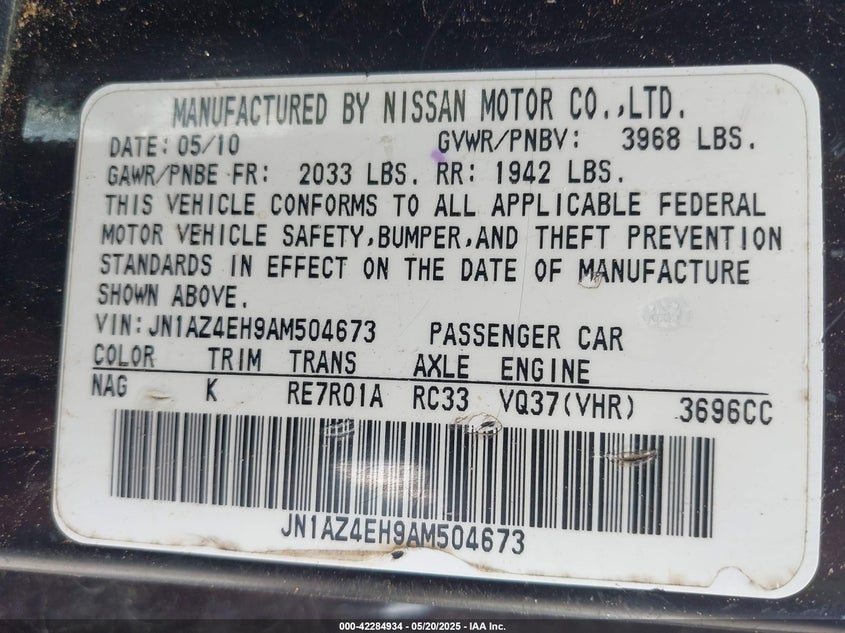 MANUFACTURED BY NISSAN MOTOR CO.,LTD.
DATE: 05/10 GVWR/PNBV: 3968 LBS.
GAWR/PNBE FR: 2033 LBS. RR: 1942 LBS.
THIS VEHICLE CONFORMS TO ALL APPLICABLE FEDERAL
MOTOR VEHICLE SAFETY,BUMPER,AND THEFT PREVENTION
STANDARDS IN EFFECT ON THE DATE OF MANUFACTURE
SHOWN ABOVE.
VIN: JN1AZ4EH9AM504673 PASSENGER CAR
COLOR TRIM TRANS AXLE ENGINE
NAG K RE7R01A RC33 VQ37(VHR) 3696CC
JN1AZ4EH9AM504673
000-42284934 - 05/20/2025 - IAA Inc.